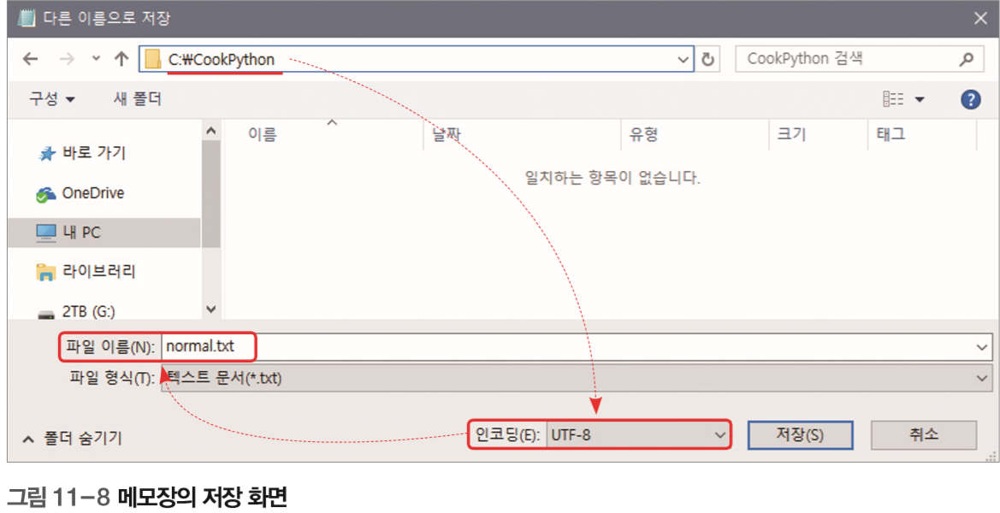 다른 이름으로 저장
C:₩CookPython
CookPython 검색
구성
새 폴더
이름 날짜 유형 크기 태그
일치하는 항목이 없습니다.
바로 가기
OneDrive
내 PC
라이브러리
2TB (G:)
파일 이름(N): normal.txt
파일 형식(T): 텍스트 문서(*.txt)
폴더 숨기기
인코딩(E): UTF-8
저장(S)
취소
그림 11-8 메모장의 저장 화면